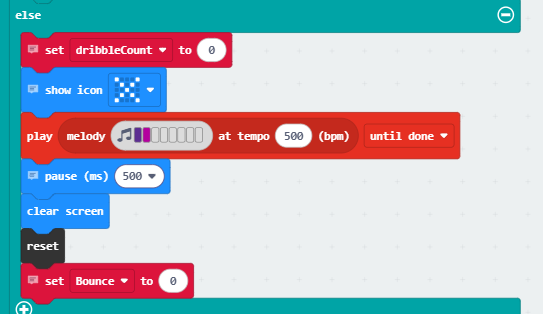 else
set dribbleCount to 0
show icon
play melody at tempo 500 (bpm) until done
pause (ms) 500
clear screen
reset
set Bounce to 0